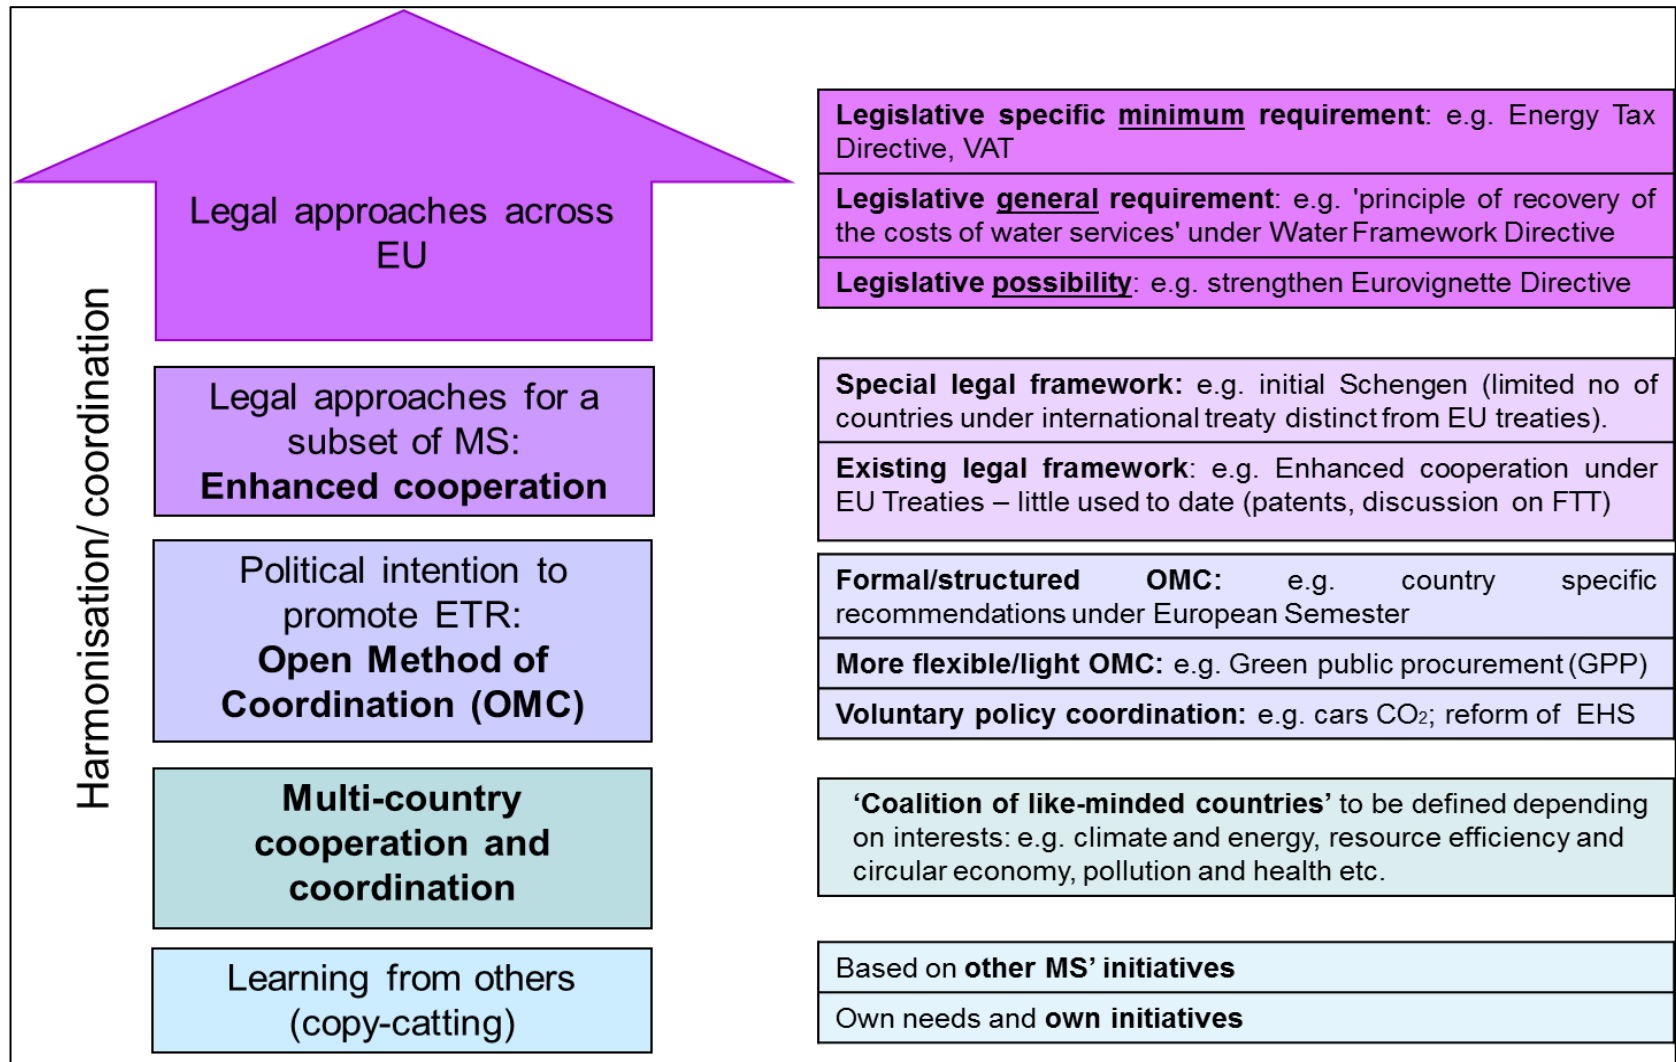 Harmonisation/ coordination
Legal approaches across
EU
Legislative specific minimum requirement: e.g. Energy Tax
Directive, VAT
Legislative general requirement: e.g. 'principle of recovery of
the costs of water services' under Water Framework Directive
Legislative possibility: e.g. strengthen Eurovignette Directive
Legal approaches for a
subset of MS:
Enhanced cooperation
Special legal framework: e.g. initial Schengen (limited no of
countries under international treaty distinct from EU treaties).
Existing legal framework: e.g. Enhanced cooperation under
EU Treaties – little used to date (patents, discussion on FTT)
Political intention to
promote ETR:
Open Method of
Coordination (OMC)
Formal/structured OMC: e.g. country specific
recommendations under European Semester
More flexible/light OMC: e.g. Green public procurement (GPP)
Voluntary policy coordination: e.g. cars CO₂; reform of EHS
Multi-country
cooperation and
coordination
‘Coalition of like-minded countries’ to be defined depending
on interests: e.g. climate and energy, resource efficiency and
circular economy, pollution and health etc.
Learning from others
(copy-catting)
Based on other MS’ initiatives
Own needs and own initiatives